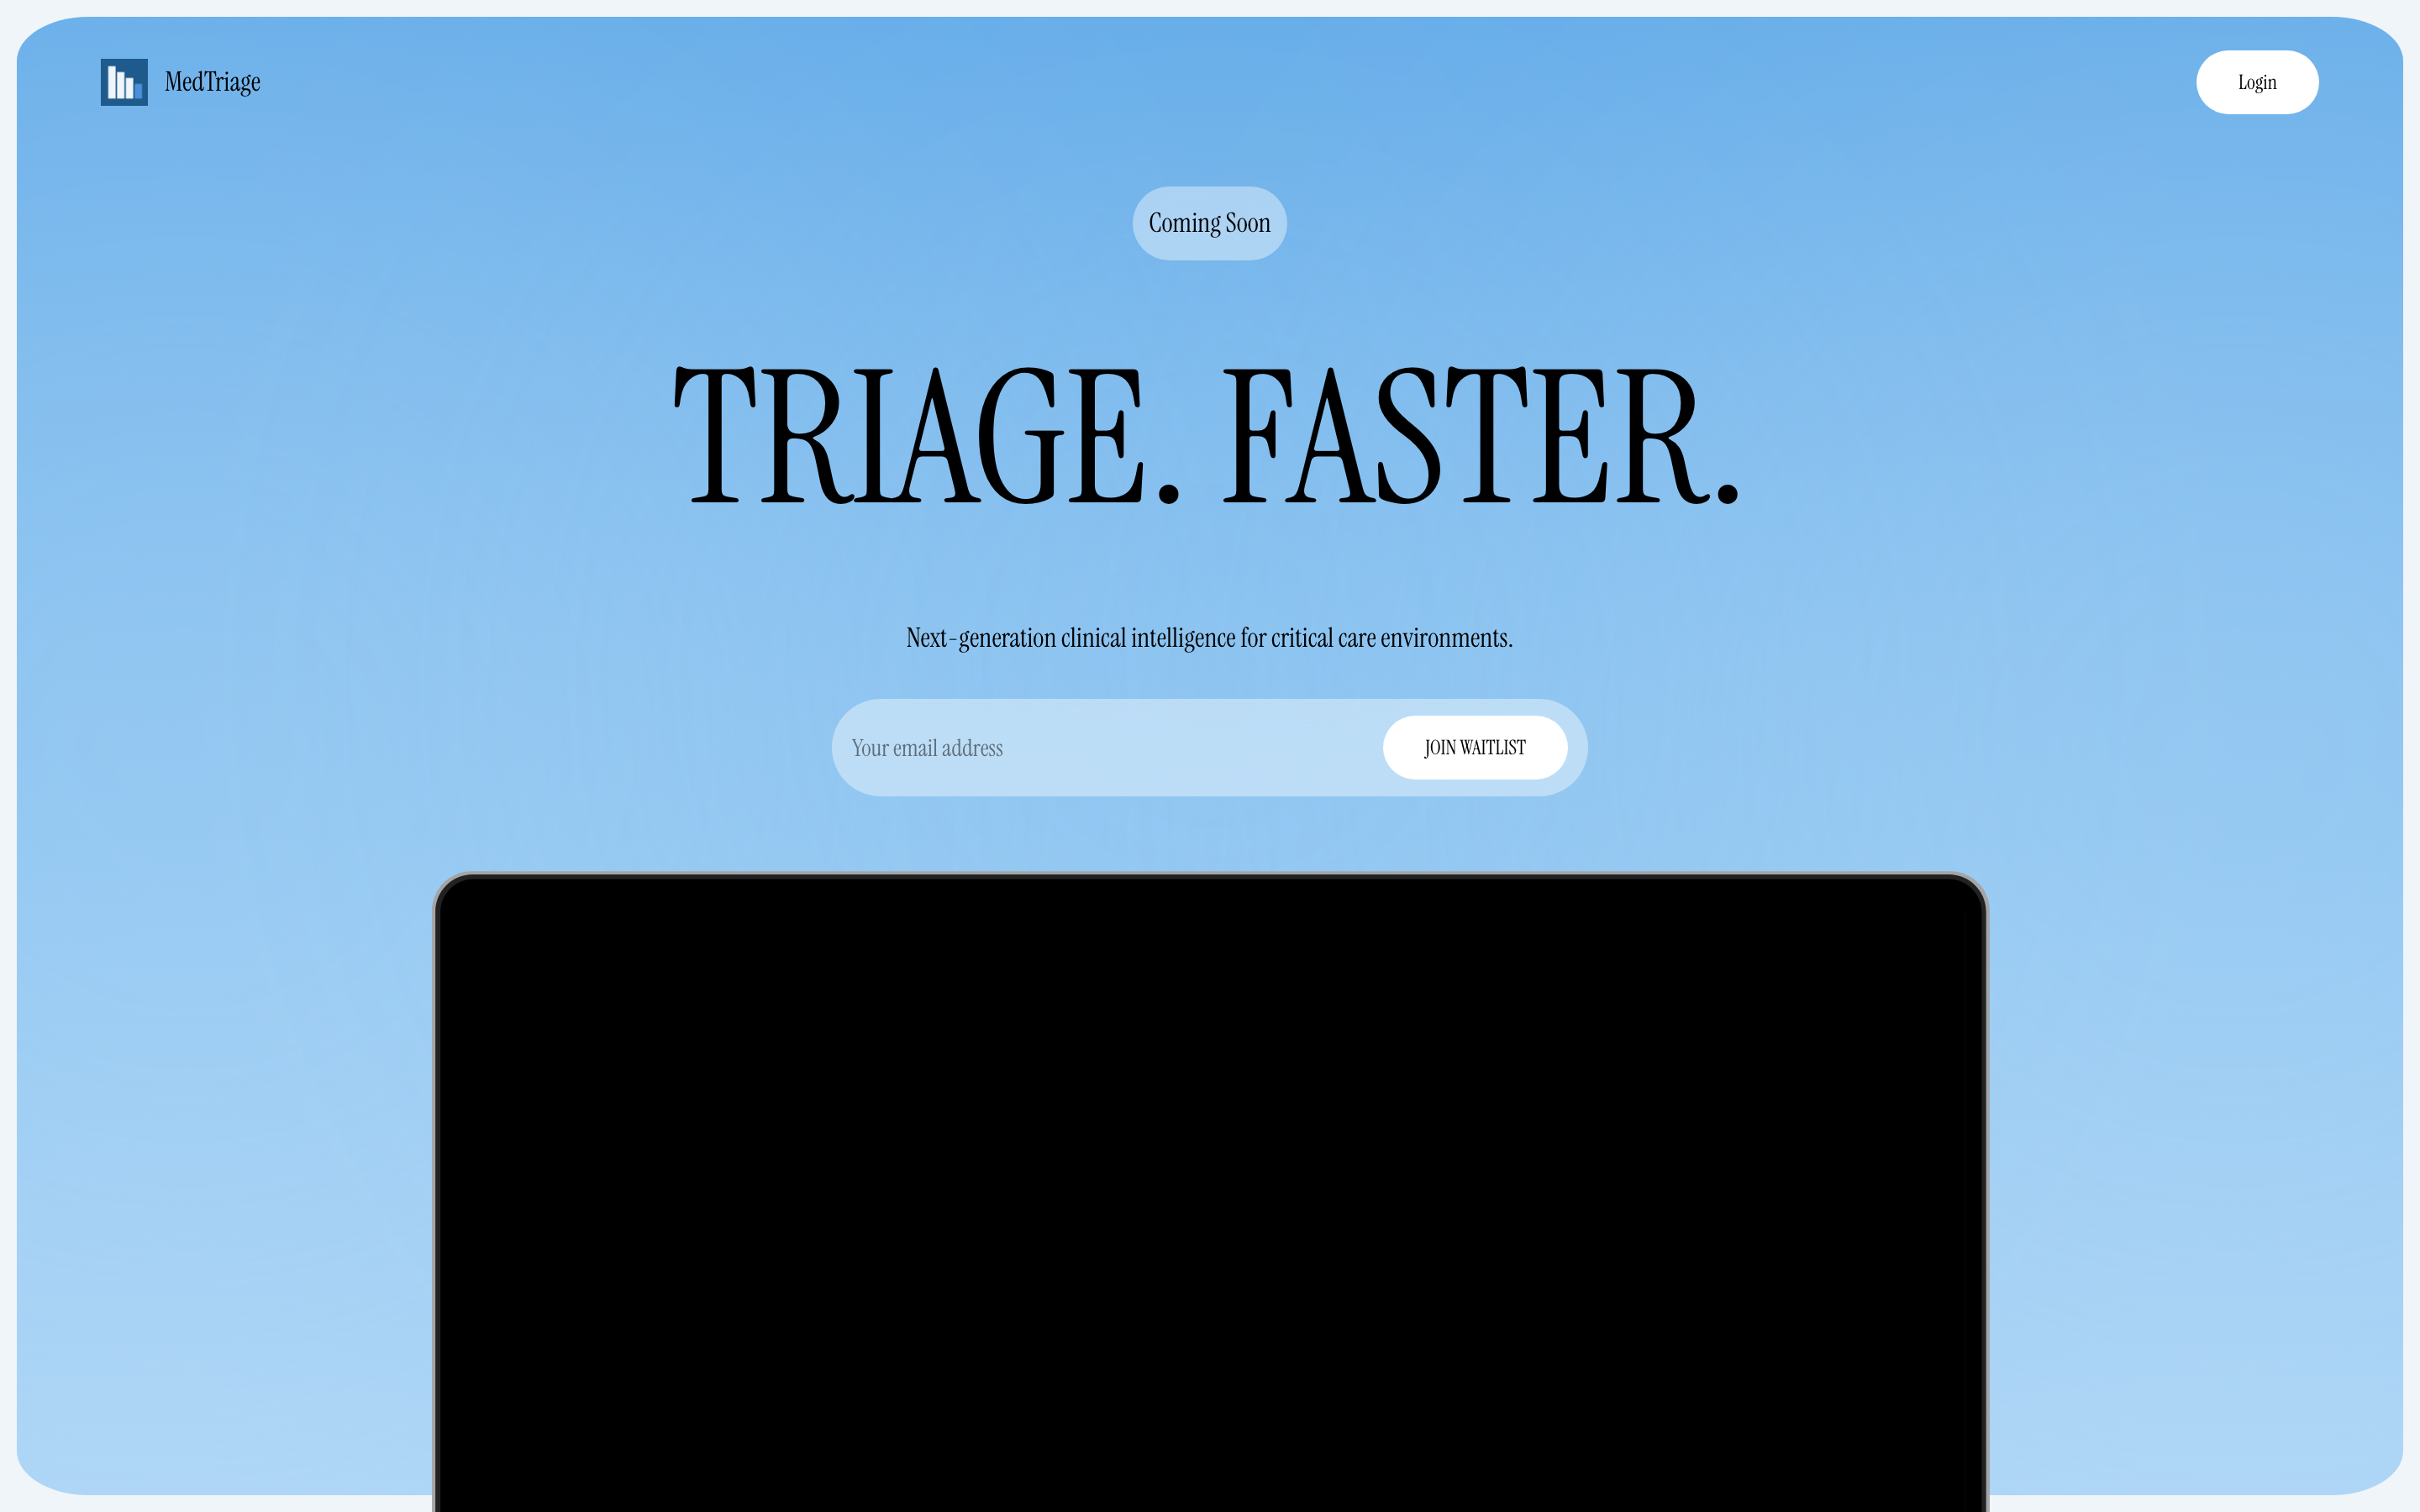 MedTriage
Login
Coming Soon
TRIAGE. FASTER.
Next-generation clinical intelligence for critical care environments.
Your email address
JOIN WAITLIST